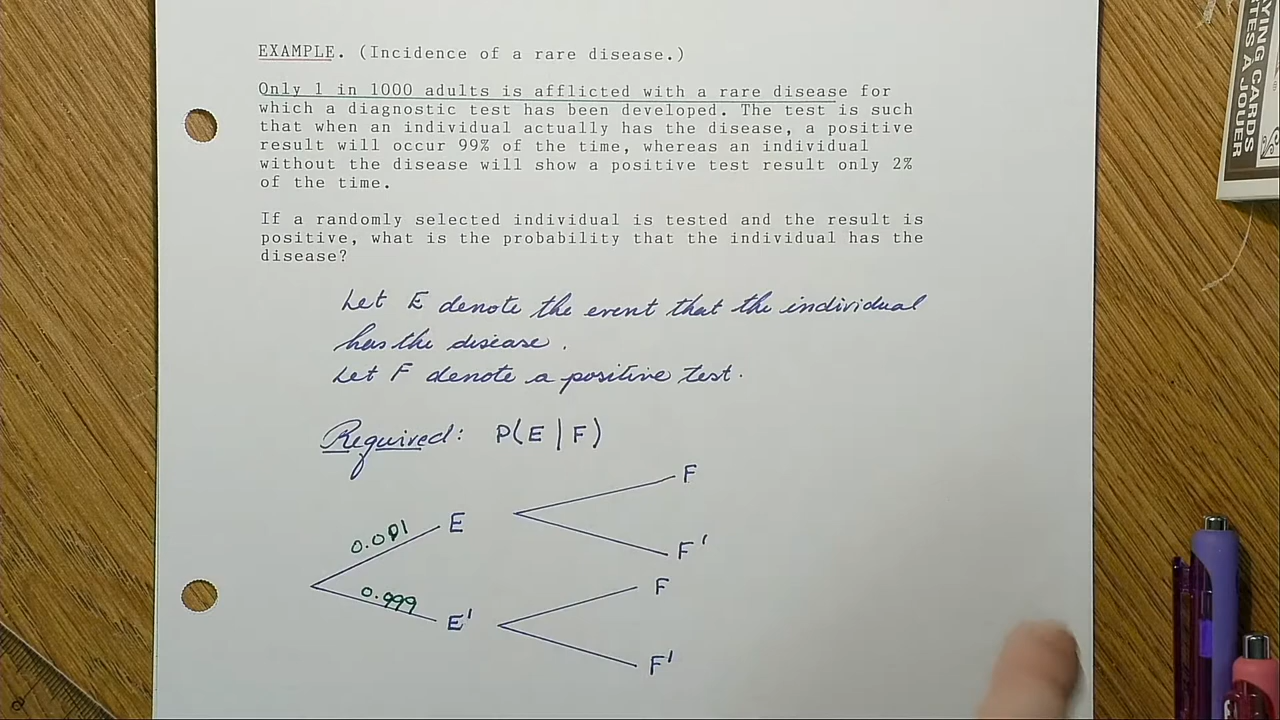 EXAMPLE. (Incidence of a rare disease.)
Only 1 in 1000 adults is afflicted with a rare disease for
which a diagnostic test has been developed. The test is such
that when an individual actually has the disease, a positive
result will occur 99% of the time, whereas an individual
without the disease will show a positive test result only 2%
of the time.
If a randomly selected individual is tested and the result is
positive, what is the probability that the individual has the
disease?
Let E denote the event that the individual
has the disease.
Let F denote a positive test.
Required: P(E | F)
F
0.001 E
F'
F
0.999 E'
F'
YING CARDS
TES A JOUER